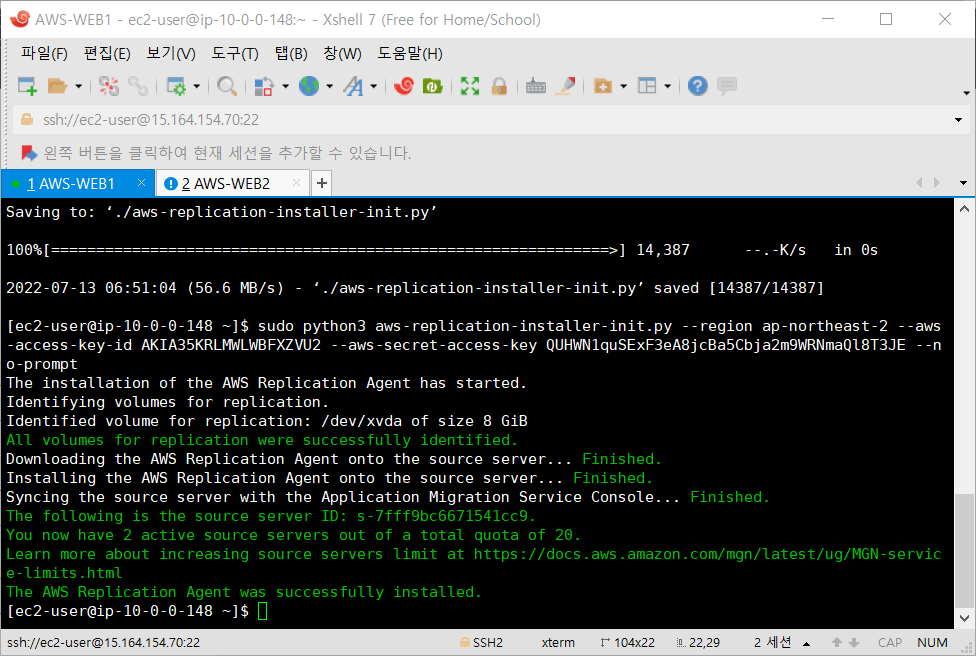 AWS-WEB1 - ec2-user@ip-10-0-0-148:~ - Xshell 7 (Free for Home/School)
파일(F) 편집(E) 보기(V) 도구(T) 탭(B) 창(W) 도움말(H)
ssh://ec2-user@15.164.154.70:22
왼쪽 버튼을 클릭하여 현재 세션을 추가할 수 있습니다.
1 AWS-WEB1 2 AWS-WEB2
Saving to: ‘./aws-replication-installer-init.py’
100%[==============================================================>] 14,387 --.-K/s in 0s
2022-07-13 06:51:04 (56.6 MB/s) - ‘./aws-replication-installer-init.py’ saved [14387/14387]
[ec2-user@ip-10-0-0-148 ~]$ sudo python3 aws-replication-installer-init.py --region ap-northeast-2 --aws
-access-key-id AKIA35KRLMWLWBFXZVU2 --aws-secret-access-key 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 --n
o-prompt
The installation of the AWS Replication Agent has started.
Identifying volumes for replication.
Identified volume for replication: /dev/xvda of size 8 GiB
All volumes for replication were successfully identified.
Downloading the AWS Replication Agent onto the source server... Finished.
Installing the AWS Replication Agent onto the source server... Finished.
Syncing the source server with the Application Migration Service Console... Finished.
The following is the source server ID: s-7fff9bc6671541cc9.
You now have 2 active source servers out of a total quota of 20.
Learn more about increasing source servers limit at https://docs.aws.amazon.com/mgn/latest/ug/MGN-servic
e-limits.html
The AWS Replication Agent was successfully installed.
[ec2-user@ip-10-0-0-148 ~]$
ssh://ec2-user@15.164.154.70:22 SSH2 xterm 104x22 22,29 2 세션 CAP NUM